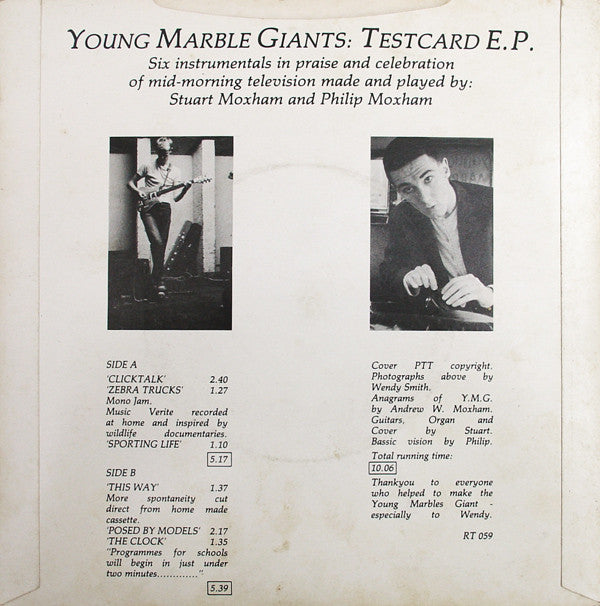 YOUNG MARBLE GIANTS: TESTCARD E.P.
Six instrumentals in praise and celebration
of mid-morning television made and played by:
Stuart Moxham and Philip Moxham
SIDE A
'CLICKTALK' 2.40
'ZEBRA TRUCKS' 1.27
Mono Jam.
Music Verite recorded
at home and inspired by
wildlife documentaries.
'SPORTING LIFE' 1.10
5.17
SIDE B
'THIS WAY' 1.37
More spontaneity cut
direct from home made
cassette.
'POSED BY MODELS' 2.17
'THE CLOCK' 1.35
"Programmes for schools
will begin in just under
two minutes.............".
5.39
Cover PTT copyright.
Photographs above by
Wendy Smith.
Anagrams of Y.M.G.
by Andrew W. Moxham.
Guitars, Organ and
Cover by Stuart.
Bassic vision by Philip.
Total running time:
10.06
Thankyou to everyone
who helped to make the
Young Marbles Giant -
especially to Wendy.
RT 059